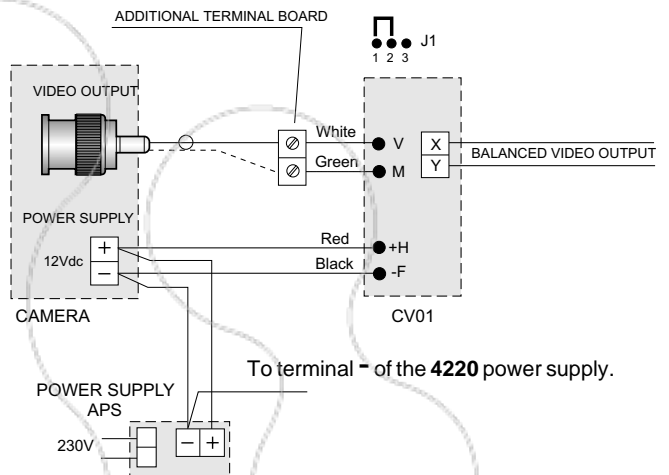 ADDITIONAL TERMINAL BOARD
J1
1 2 3
VIDEO OUTPUT
White
V
X
BALANCED VIDEO OUTPUT
Green
M
Y
POWER SUPPLY
12Vdc
+
−
Red
+H
Black
-F
CAMERA
CV01
To terminal - of the 4220 power supply.
POWER SUPPLY
APS
230V
− +